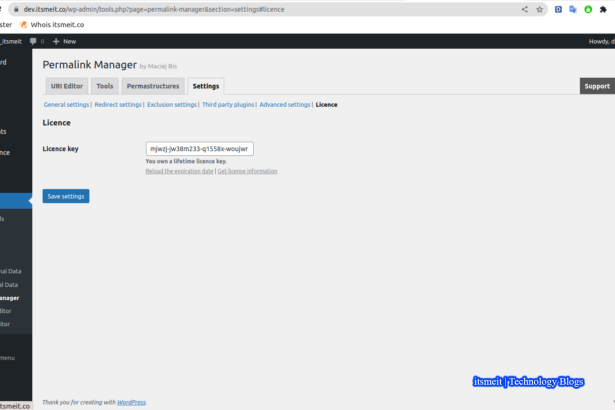 dev.itsmeit.co/wp-admin/tools.php?page=permalink-manager&section=settings#licence
ster Whois itsmeit.co
_itsmeit 0 + New Howdy, d
Permalink Manager by Maciej Bis
URI Editor Tools Permastructures Settings Support
General settings | Redirect settings | Exclusion settings | Third party plugins | Advanced settings | Licence
Licence
Licence key mjwzj-jw38m233-q1558x-woujwr
You own a lifetime licence key.
Reload the expiration date | Get license information
Save settings
rd
ts
nce
ls
nal Data
al Data
anager
ditor
itor
menu
itsmeit | Technology Blogs
Thank you for creating with WordPress.
tsmeit.co